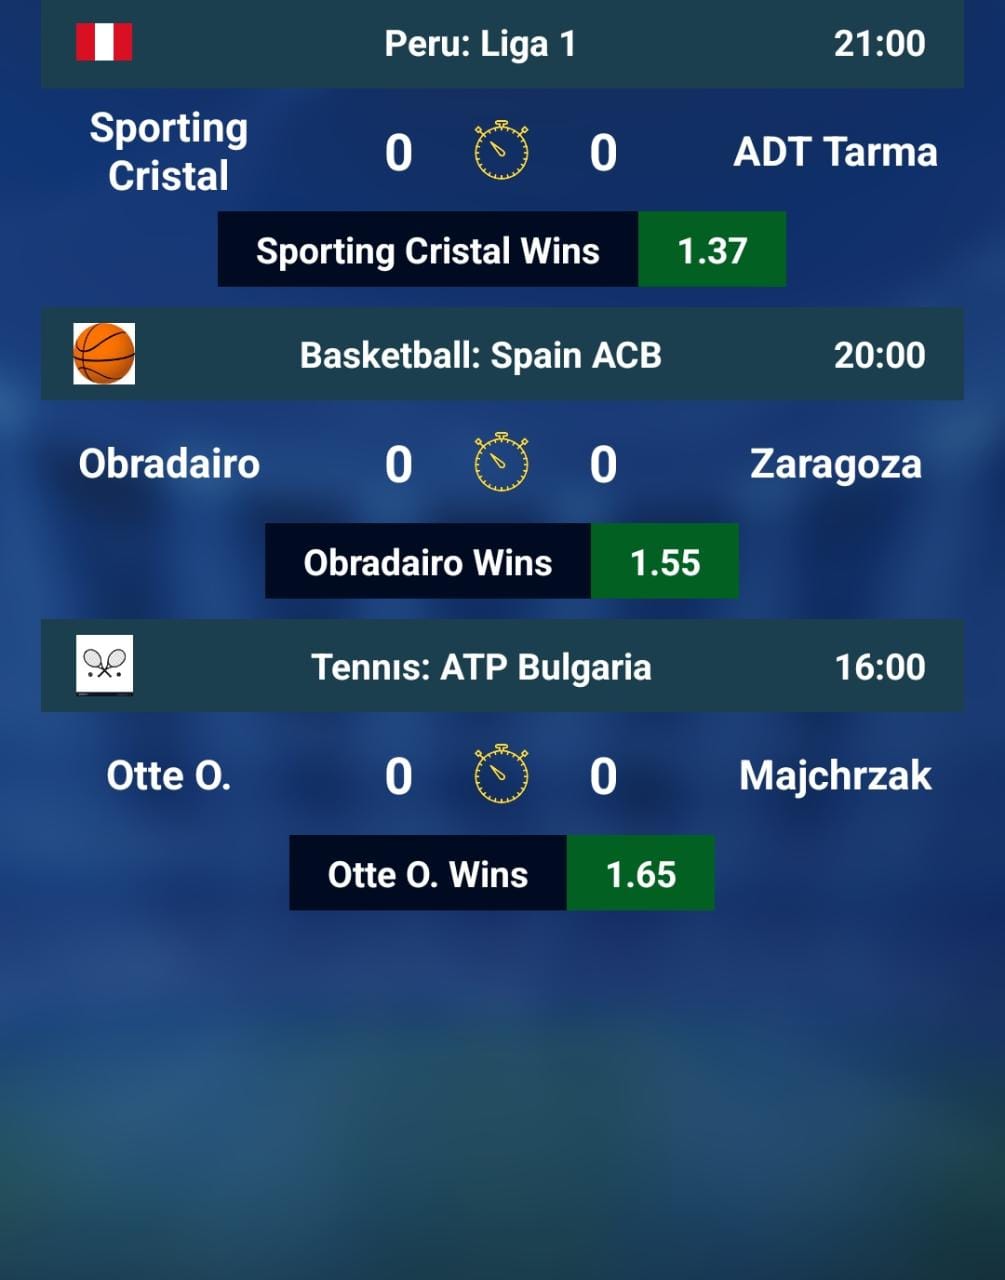 Peru: Liga 1 21:00
Sporting
Cristal
0 0 ADT Tarma
Sporting Cristal Wins 1.37
Basketball: Spain ACB 20:00
Obradairo 0 0 Zaragoza
Obradairo Wins 1.55
Tennıs: ATP Bulgaria 16:00
Otte O. 0 0 Majchrzak
Otte O. Wins 1.65